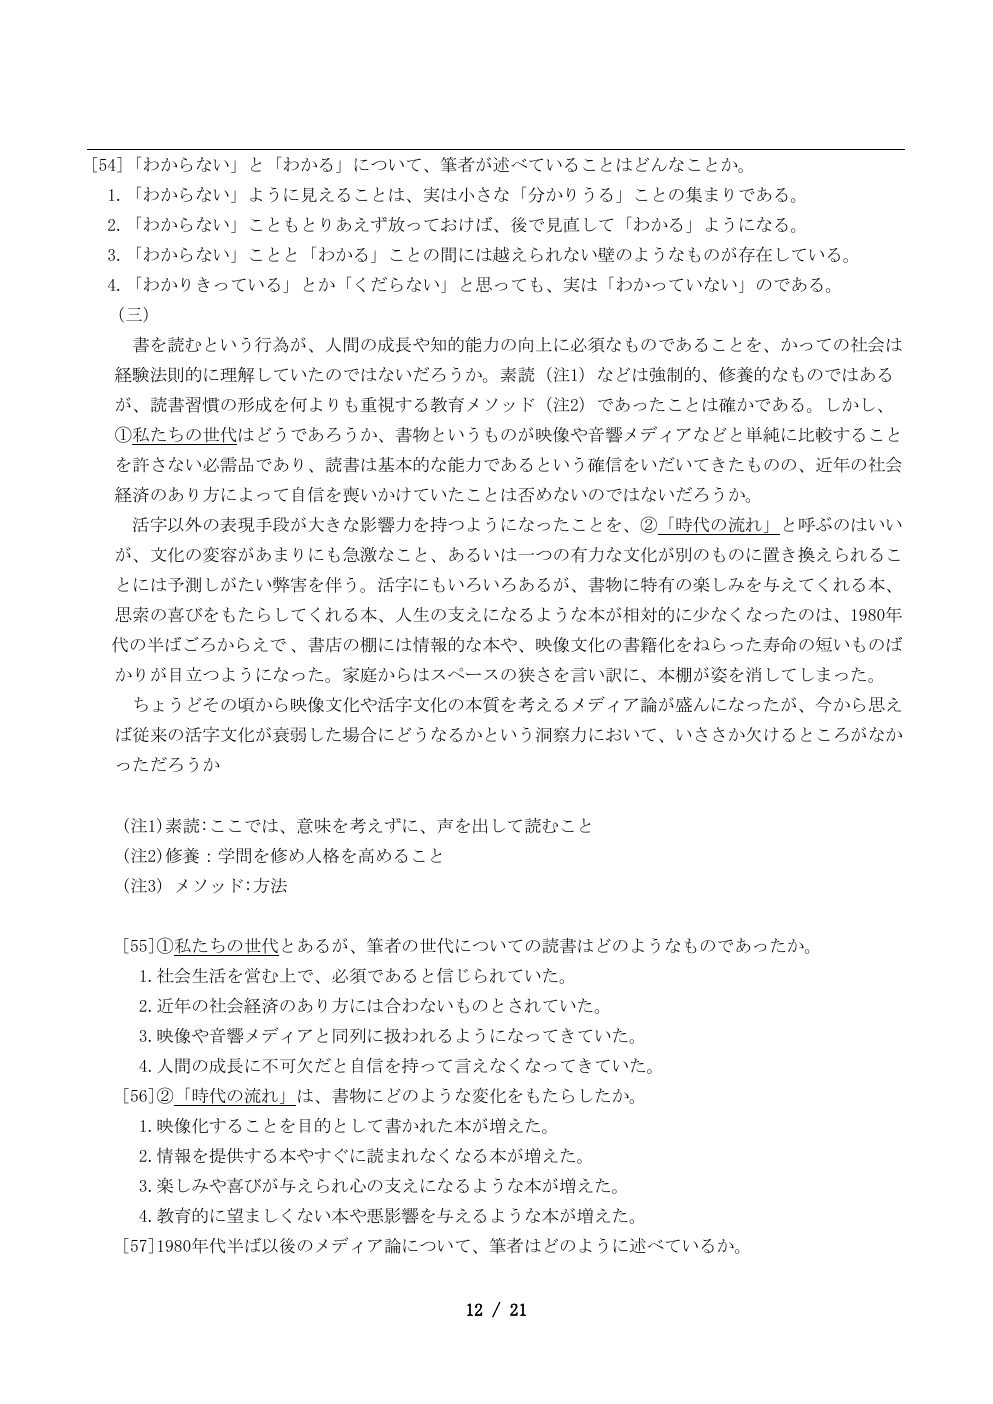 [54]「わからない」と「わかる」について、筆者が述べていることはどんなことか。
1. 「わからない」ように見えることは、実は小さな「分かりうる」ことの集まりである。
2. 「わからない」こともとりあえず放っておけば、後で見直して「わかる」ようになる。
3. 「わからない」ことと「わかる」ことの間には越えられない壁のようなものが存在している。
4. 「わかりきっている」とか「くだらない」と思っても、実は「わかっていない」のである。
（三）
書を読むという行為が、人間の成長や知的能力の向上に必須なものであることを、かっての社会は
経験法則的に理解していたのではないだろうか。素読（注1）などは強制的、修養的なものではある
が、読書習慣の形成を何よりも重視する教育メソッド（注2）であったことは確かである。しかし、
①私たちの世代はどうであろうか、書物というものが映像や音響メディアなどと単純に比較すること
を許さない必需品であり、読書は基本的な能力であるという確信をいだいてきたものの、近年の社会
経済のあり方によって自信を喪いかけていたことは否めないのではないだろうか。
活字以外の表現手段が大きな影響力を持つようになったことを、②「時代の流れ」と呼ぶのはいい
が、文化の変容があまりにも急激なこと、あるいは一つの有力な文化が別のものに置き換えられるこ
とには予測しがたい弊害を伴う。活字にもいろいろあるが、書物に特有の楽しみを与えてくれる本、
思索の喜びをもたらしてくれる本、人生の支えになるような本が相対的に少なくなったのは、1980年
代の半ばごろからえで、書店の棚には情報的な本や、映像文化の書籍化をねらった寿命の短いものば
かりが目立つようになった。家庭からはスペースの狭さを言い訳に、本棚が姿を消してしまった。
ちょうどその頃から映像文化や活字文化の本質を考えるメディア論が盛んになったが、今から思え
ば従来の活字文化が衰弱した場合にどうなるかという洞察力において、いささか欠けるところがなか
っただろうか
（注1）素読：ここでは、意味を考えずに、声を出して読むこと
（注2）修養：学問を修め人格を高めること
（注3）メソッド：方法
[55]①私たちの世代とあるが、筆者の世代についての読書はどのようなものであったか。
1. 社会生活を営む上で、必須であると信じられていた。
2. 近年の社会経済のあり方には合わないものとされていた。
3. 映像や音響メディアと同列に扱われるようになってきていた。
4. 人間の成長に不可欠だと自信を持って言えなくなってきていた。
[56]②「時代の流れ」は、書物にどのような変化をもたらしたか。
1. 映像化することを目的として書かれた本が増えた。
2. 情報を提供する本やすぐに読まれなくなる本が増えた。
3. 楽しみや喜びが与えられ心の支えになるような本が増えた。
4. 教育的に望ましくない本や悪影響を与えるような本が増えた。
[57]1980年代半ば以後のメディア論について、筆者はどのように述べているか。
12 / 21